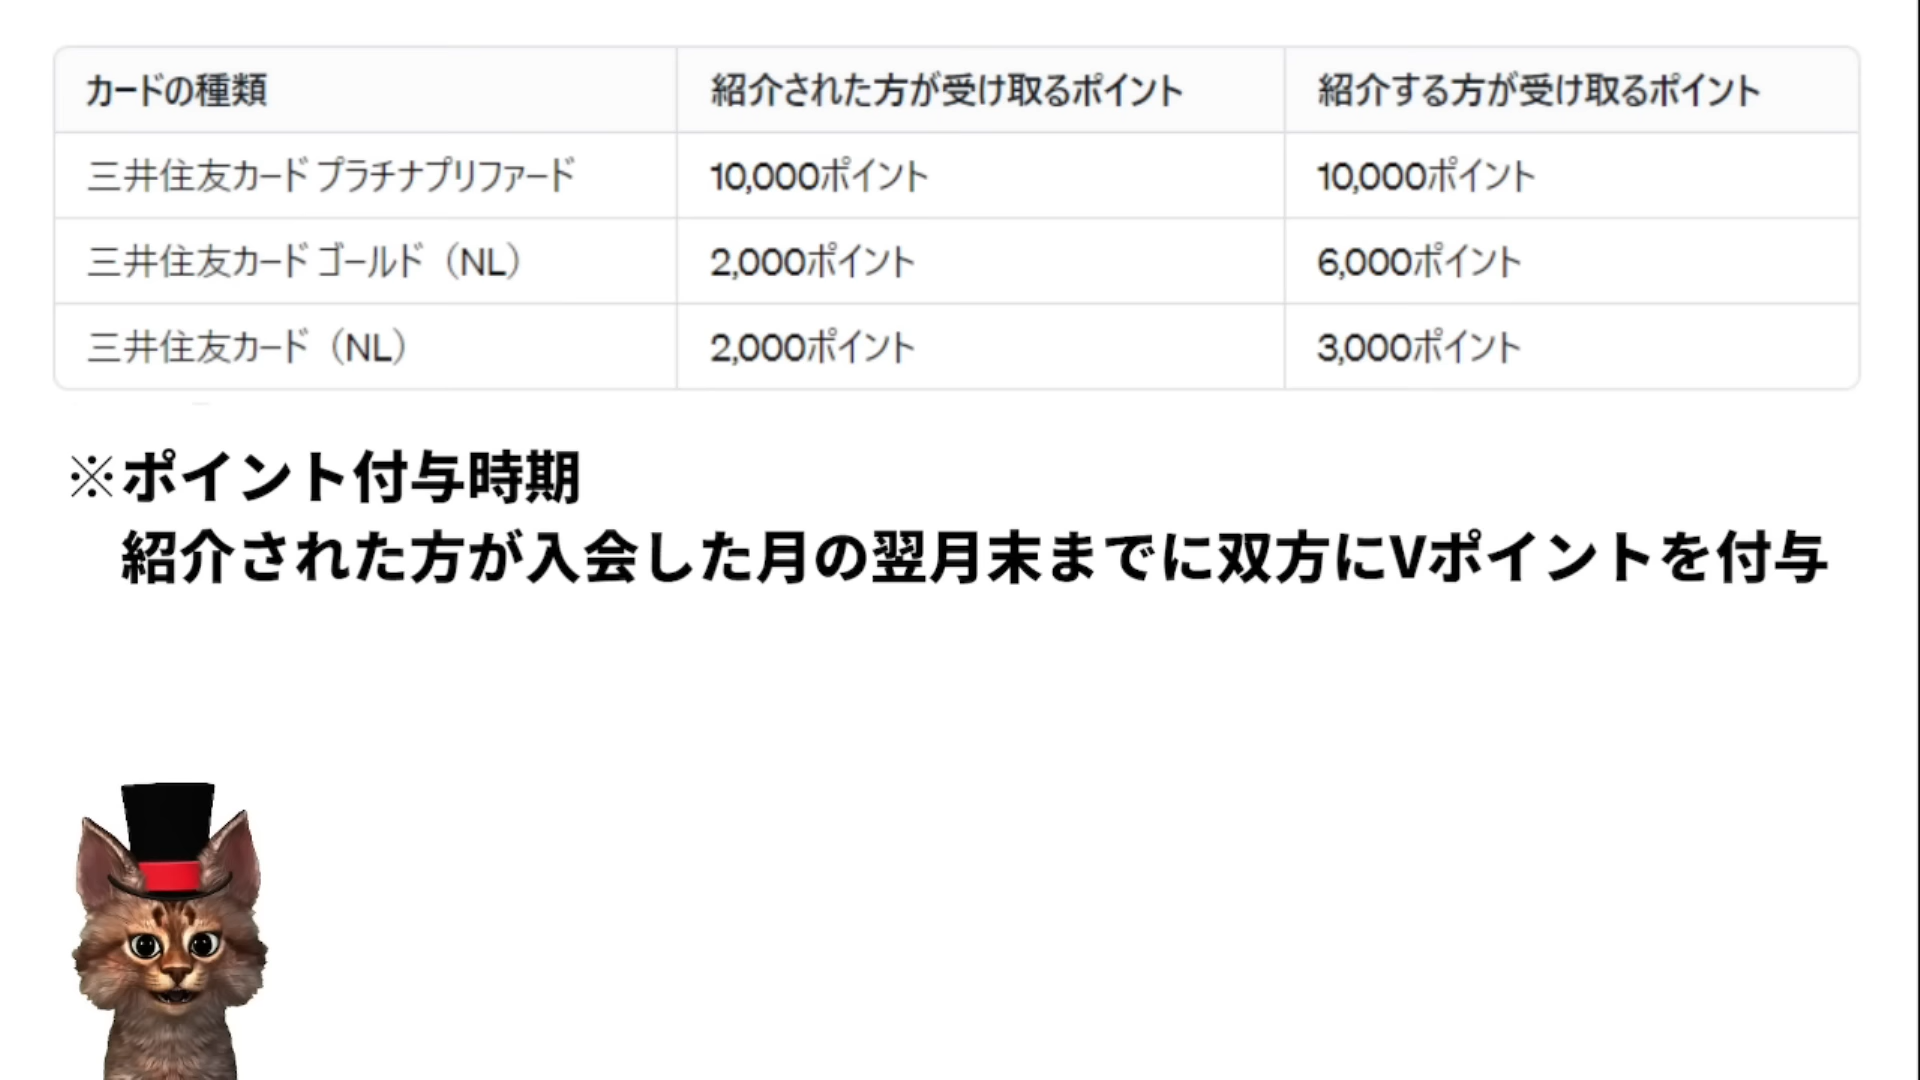 カードの種類 紹介された方が受け取るポイント 紹介する方が受け取るポイント
三井住友カード プラチナプリファード 10,000ポイント 10,000ポイント
三井住友カード ゴールド（NL） 2,000ポイント 6,000ポイント
三井住友カード（NL） 2,000ポイント 3,000ポイント
※ポイント付与時期
紹介された方が入会した月の翌月末までに双方にVポイントを付与